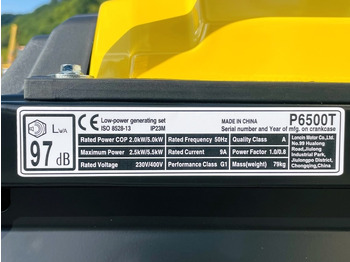 LWA
97 dB
CE Low-power generating set
ISO 8528-13 IP23M
MADE IN CHINA
Serial number and Year of mfg. on crankcase
P6500T
Rated Power COP 2.0kW/5.0kW Rated Frequency 50Hz Quality Class A
Maximum Power 2.5kW/5.5kW Rated Current 9A Power Factor 1.0/0.8
Rated Voltage 230V/400V Performance Class G1 Mass(weight) 79kg
Loncin Motor Co.,Ltd.
No.99 Hualong
Road,Jiulong
Industrial Park,
Jiulongpo District,
Chongqing,China